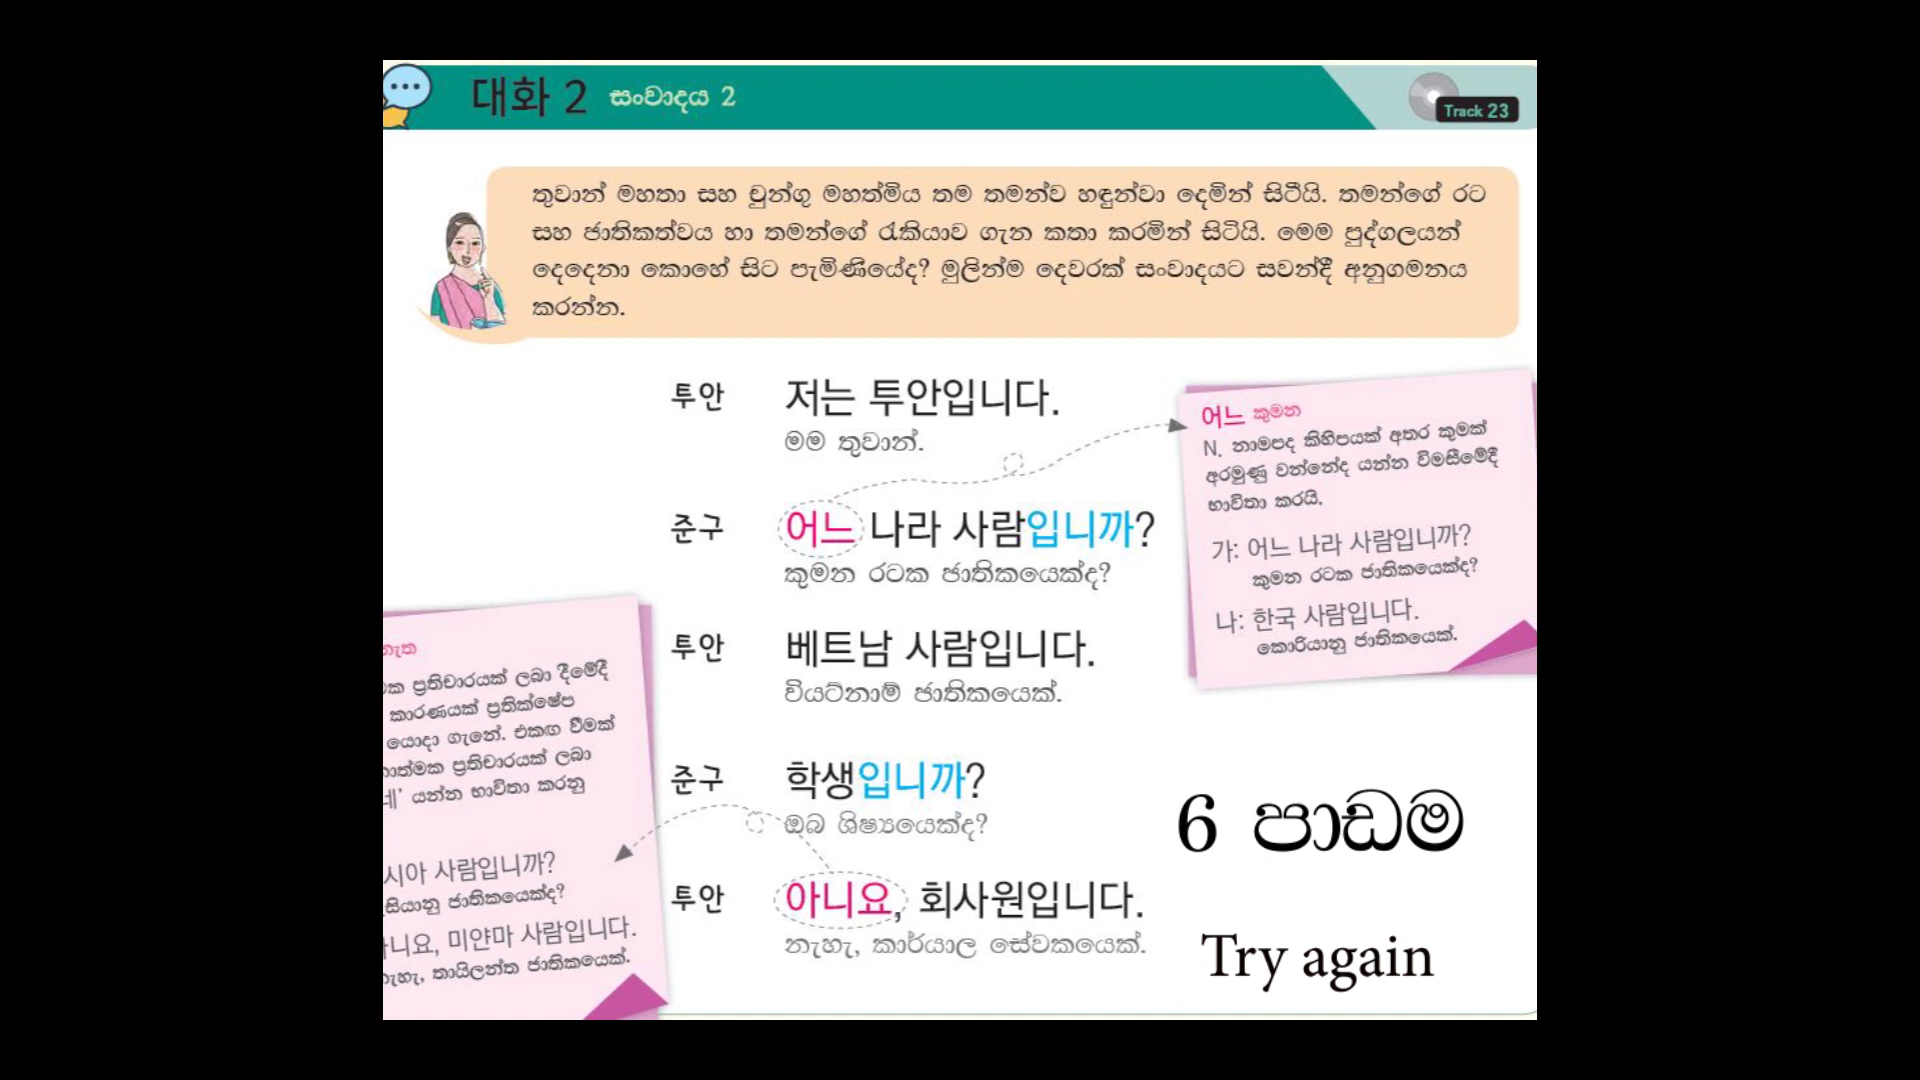 대화 2 සංවාදය 2
Track 23
තුවාන් මහතා සහ චුන්ගු මහත්මිය තම තමන්ව හඳුන්වා දෙමින් සිටීයි. තමන්ගේ රට
සහ ජාතිකත්වය හා තමන්ගේ රැකියාව ගැන කතා කරමින් සිටියි. මෙම පුද්ගලයන්
දෙදෙනා කොහේ සිට පැමිණියේද? මුලින්ම දෙවරක් සංවාදයට සවන්දී අනුගමනය
කරන්න.
투안 저는 투안입니다.
මම තුවාන්.
준구 어느 나라 사람입니까?
කුමන රටක ජාතිකයෙක්ද?
투안 베트남 사람입니다.
වියට්නාම් ජාතිකයෙක්.
준구 학생입니까?
ඔබ ශිෂ්‍යයෙක්ද?
투안 아니요, 회사원입니다.
නැහැ, කාර්යාල සේවකයෙක්.
어느 කුමන
N. නාමපද කිහිපයක් අතර කුමක්
අරමුණු වන්නේද යන්න විමසීමේදී
භාවිතා කරයි.
가: 어느 나라 사람입니까?
කුමන රටක ජාතිකයෙක්ද?
나: 한국 사람입니다.
කොරියානු ජාතිකයෙක්.
නැත
ප්‍රතිචාරයක් ලබා දීමේදී
කාරණයක් ප්‍රතික්ෂේප
යොදා ගැනේ. එකඟ වීමක්
ප්‍රතිචාරයක් ලබා
යන්න භාවිතා කරනු
시아 사람입니까?
සියානු ජාතිකයෙක්ද?
니요, 미얀마 사람입니다.
තායිලන්ත ජාතිකයෙක්.
6 පාඩම
Try again